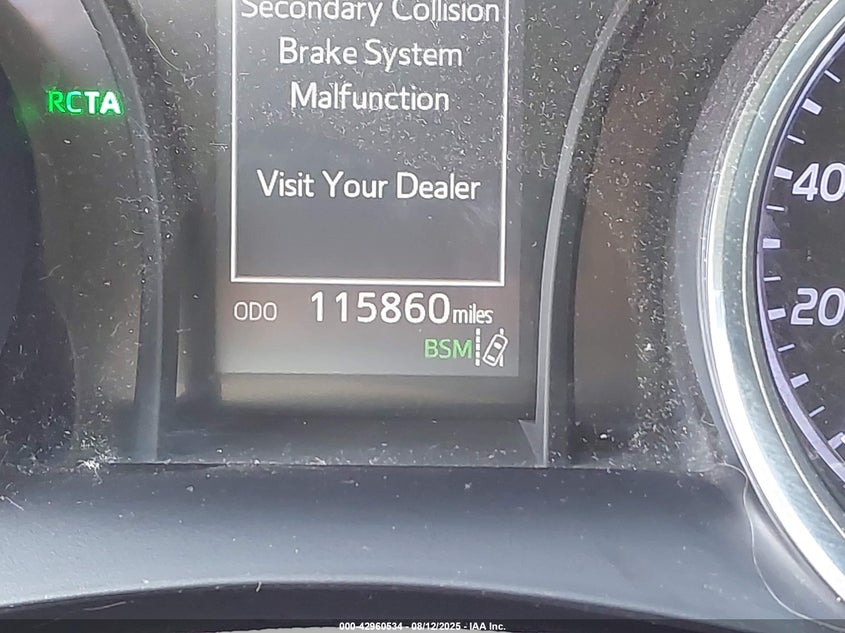 Secondary Collision
Brake System
Malfunction
RCTA
Visit Your Dealer
40
ODO 115860 miles
20
BSM
000-42960534 - 08/12/2025 - IAA Inc.